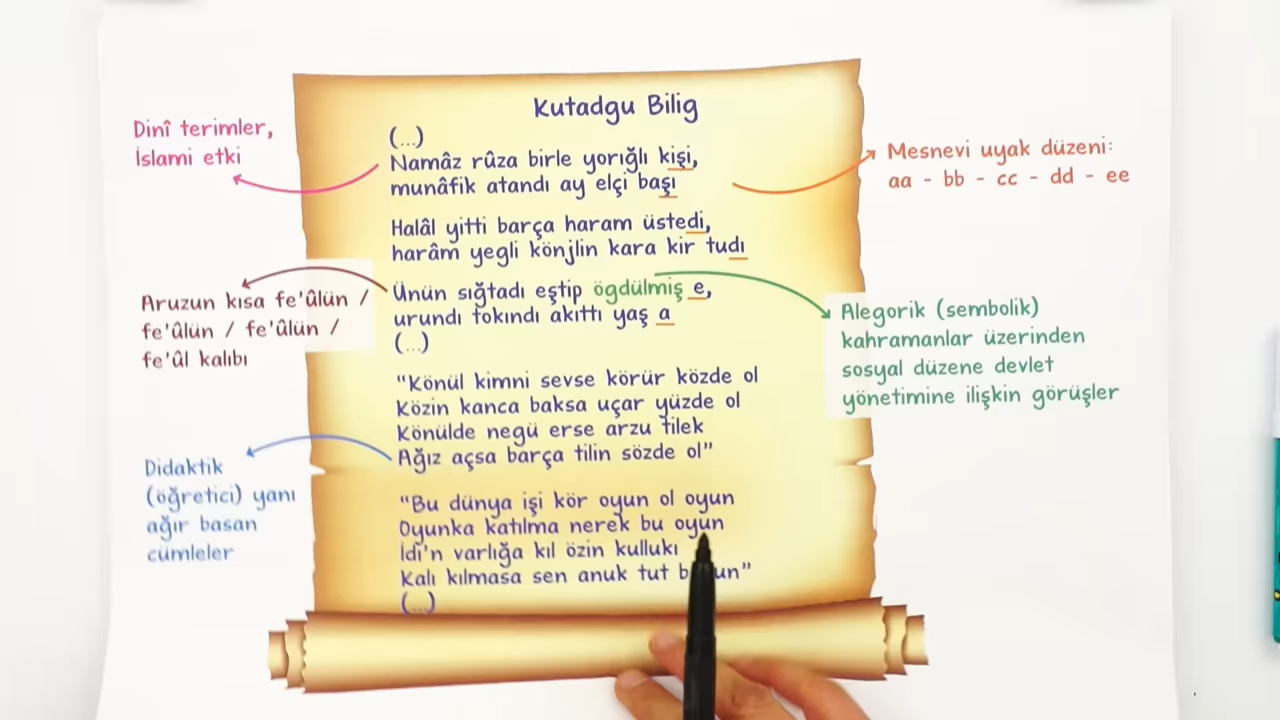 Kutadgu Bilig
(...)
Namâz rûza birle yorığlı kişi,
munâfik atandı ay elçi başı
Halâl yitti barça haram üstedi,
harâm yegli könjlin kara kir tudı
Ünün sığtadı eştip ögdülmiş e,
urundı tokındı akıttı yaş a
(...)
"Könül kimni sevse körür közde ol
Közin kanca baksa uçar yüzde ol
Könülde negü erse arzu tilek
Ağız açsa barça tilin sözde ol"
"Bu dünya işi kör oyun ol oyun
Oyunka katılma nerek bu oyun
İdi'n varlığa kıl özin kullukı
Kalı kılmasa sen anuk tut
(...)
Dinî terimler,
İslami etki
Aruzun kısa fe'âlün /
fe'âlün / fe'âlün /
fe'âl kalıbı
Didaktik
(öğretici) yanı
ağır basan
cümleler
Mesnevi uyak düzeni:
aa - bb - cc - dd - ee
Alegorik (sembolik)
kahramanlar üzerinden
sosyal düzene devlet
yönetimine ilişkin görüşler